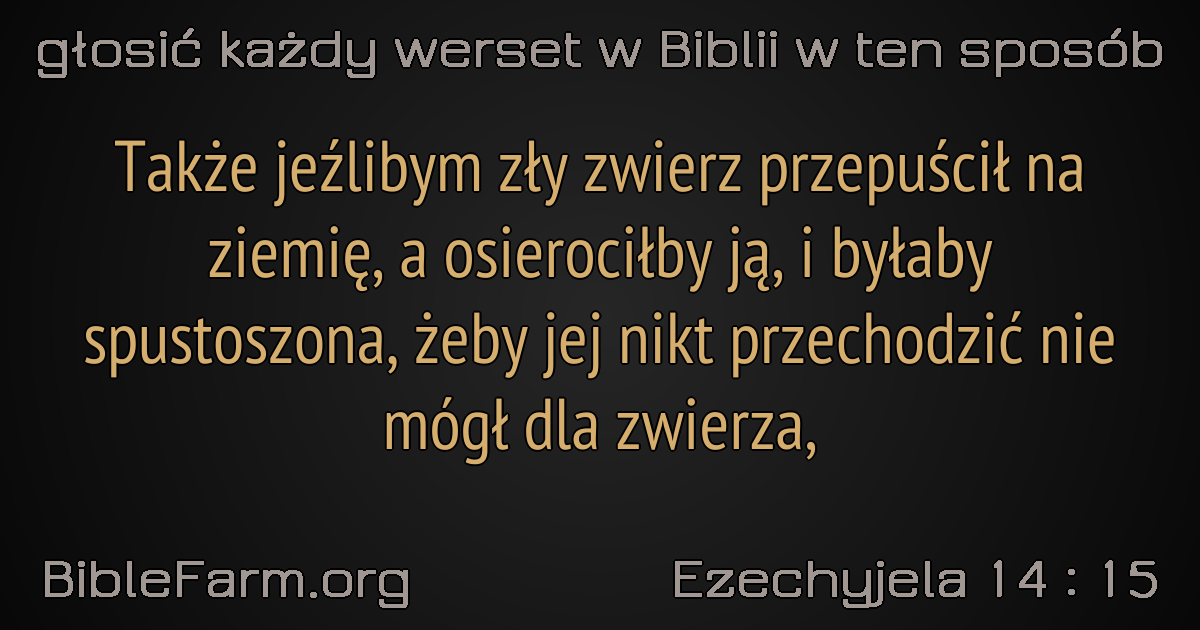 głosić każdy werset w Biblii w ten sposób
Także jeźlibym zły zwierz przepuścił na
ziemię, a osierociłby ją, i byłaby
spustoszona, żeby jej nikt przechodzić nie
mógł dla zwierza,
BibleFarm.org
Ezechyjela 14 : 15